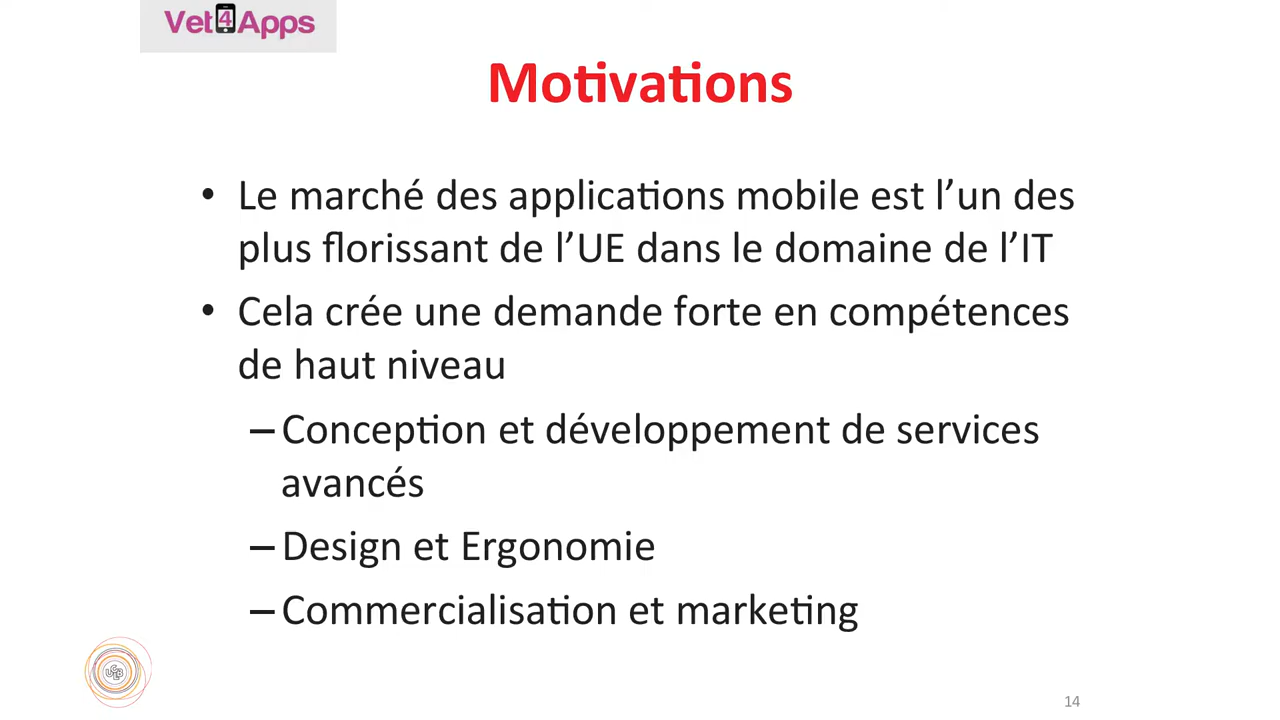 Vet4Apps
Motivations
• Le marché des applications mobile est l’un des
plus florissant de l’UE dans le domaine de l’IT
• Cela crée une demande forte en compétences
de haut niveau
– Conception et développement de services
avancés
– Design et Ergonomie
– Commercialisation et marketing
14